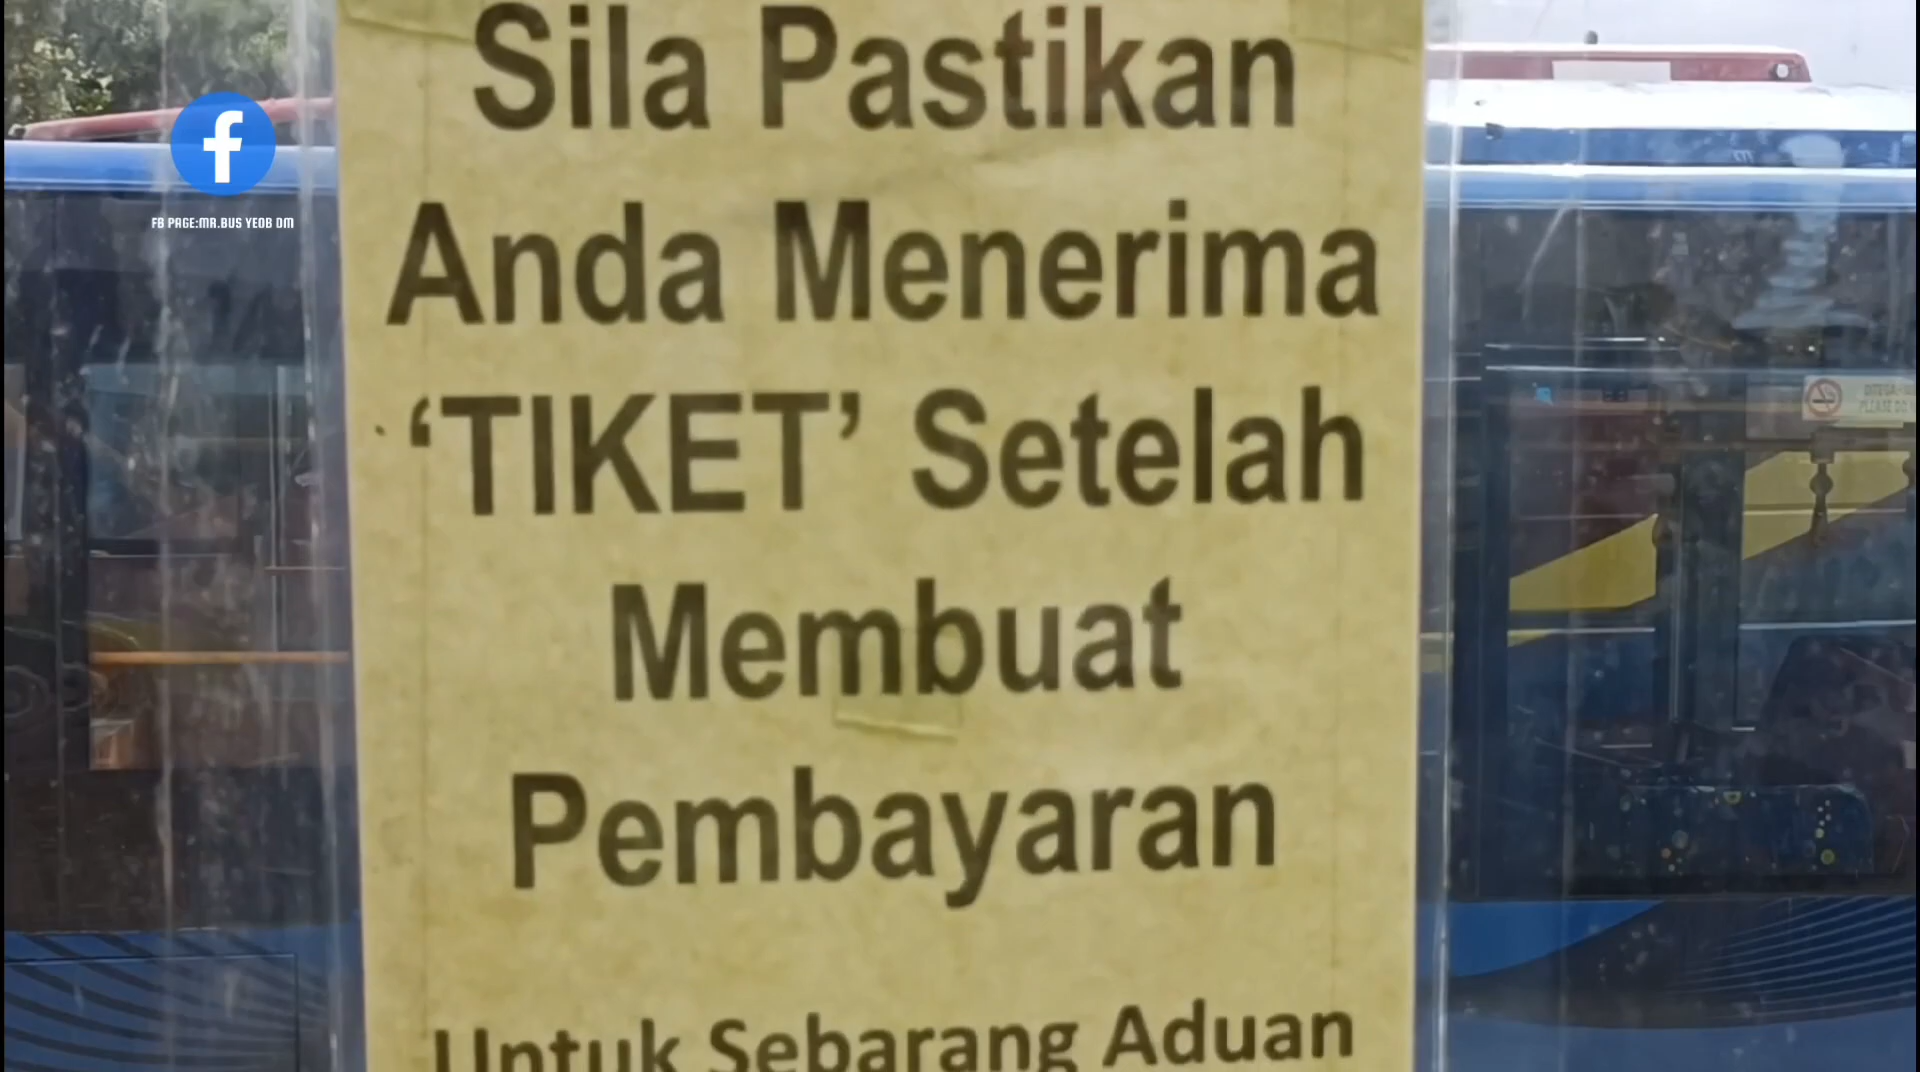 Sila Pastikan
Anda Menerima
‘TIKET’ Setelah
Membuat
Pembayaran
Untuk Sebarang Aduan
f
FB PAGE:MR.BUS YEOB DM